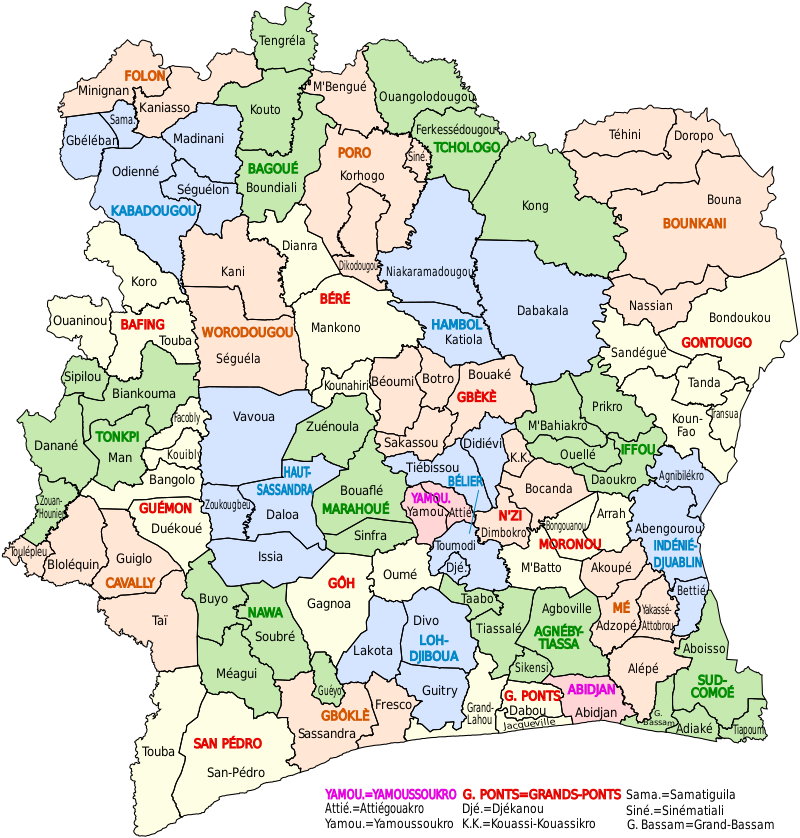 Tengréla
FOLON
Minignan
Kaniasso
M'Bengué
Ouangolodougou
Kouto
Sama.
Gbéléban
Madinani
Ferkessédougou
TCHOLOGO
Téhini
Doropo
PORO
Siné.
Korhogo
Odienné
BAGOUÉ
Boundiali
Séguélon
KABADOUGOU
Kong
Bouna
BOUNKANI
Dianra
Koro
Kani
Dikodougou
Niakaramadougou
BÉRÉ
Mankono
Dabakala
Nassian
Bondoukou
Ouaninou
BAFING
Touba
WORODOUGOU
Séguéla
HAMBOL
Katiola
GONTOUGO
Sandégué
Sipilou
Biankouma
Kounahiri
Béoumi
Botro
Bouaké
GBÈKÈ
Tanda
Prikro
Facobly
Vavoua
Zuénoula
M'Bahiakro
Koun-
Fao
Transua
Danané
TONKPI
Man
Kouibly
Sakassou
Didiévi
K.K.
Ouellé
IFFOU
Bangolo
HAUT-
SASSANDRA
Tiébissou
BÉLIER
Daoukro
Agnibilékro
Zouan-
Hounien
GUÉMON
Duékoué
Zoukougbeu
Daloa
Bouaflé
MARAHOUÉ
YAMOU.
Yamou.
Attié.
Bocanda
N'ZI
Dimbokro
Bongouanou
Arrah
Abengourou
Toulépleu
Bloléquin
Guiglo
CAVALLY
Issia
Sinfra
Toumodi
Djé.
MORONOU
M'Batto
Akoupé
INDÉNIÉ-
DJUABLIN
Bettié
Taï
Buyo
NAWA
Soubré
GÔH
Gagnoa
Oumé
Taabo
Agboville
AGNÉBY-
TIASSA
MÉ
Adzopé
Yakassé-
Attobrou
Divo
LOH-
DJIBOUA
Lakota
Tiassalé
Sikensi
Aboisso
Méagui
Guéyo
Guitry
Alépé
SUD-
COMOÉ
Touba
SAN PÉDRO
San-Pédro
GBÔKLÈ
Sassandra
Fresco
Grand-
Lahou
G. PONTS
Dabou
Jacqueville
ABIDJAN
Abidjan
G.
Bassam
Adiaké
Tiapoum
YAMOU.=YAMOUSSOUKRO G. PONTS=GRANDS-PONTS Sama.=Samatiguila
Attié.=Attiégouakro Djé.=Djékanou Siné.=Sinématiali
Yamou.=Yamoussoukro K.K.=Kouassi-Kouassikro G. Bassam=Grand-Bassam